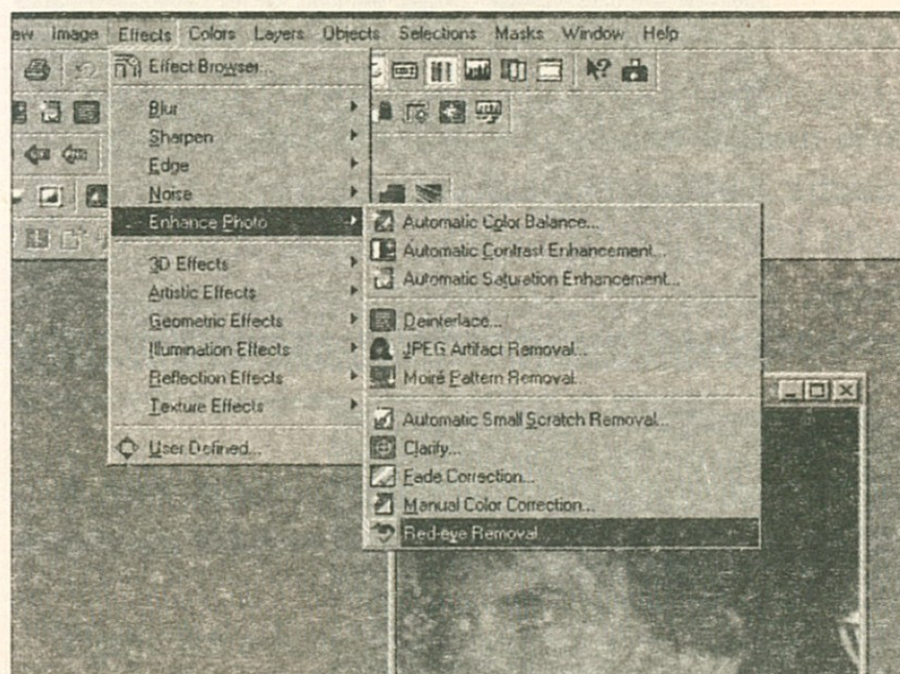 ew Image Effects Colors Layers Objects Selections Masks Window Help
Effect Browser...
Blur
Sharpen
Edge
Noise
Enhance Photo
3D Effects
Artistic Effects
Geometric Effects
Illumination Effects
Reflection Effects
Texture Effects
User Defined...
Automatic Color Balance...
Automatic Contrast Enhancement...
Automatic Saturation Enhancement...
Deinterlace...
JPEG Artifact Removal...
Moiré Pattern Removal...
Automatic Small Scratch Removal...
Clarify...
Fade Correction...
Manual Color Correction...
Red-eye Removal